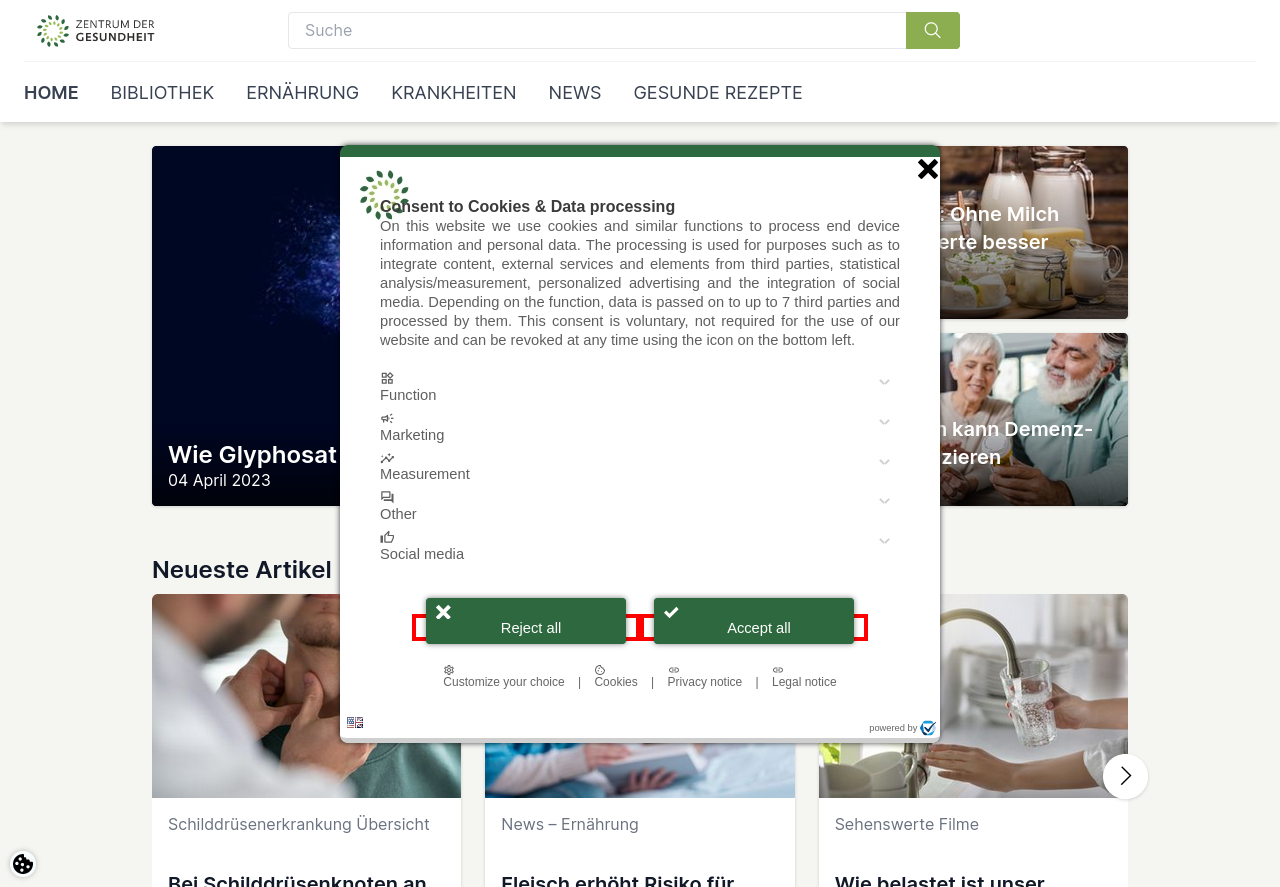 ZENTRUM DER
GESUNDHEIT
Suche
HOME BIBLIOTHEK ERNÄHRUNG KRANKHEITEN NEWS GESUNDE REZEPTE
Ohne Milch
erte besser
Wie Glyphosat
04 April 2023
kann Demenz-
zieren
Consent to Cookies & Data processing
On this website we use cookies and similar functions to process end device
information and personal data. The processing is used for purposes such as to
integrate content, external services and elements from third parties, statistical
analysis/measurement, personalized advertising and the integration of social
media. Depending on the function, data is passed on to up to 7 third parties and
processed by them. This consent is voluntary, not required for the use of our
website and can be revoked at any time using the icon on the bottom left.
Function
Marketing
Measurement
Other
Social media
Reject all
Accept all
Customize your choice | Cookies | Privacy notice | Legal notice
powered by
Neueste Artikel
Schilddrüsenerkrankung Übersicht
Bei Schilddrüsenknoten an
News – Ernährung
Fleisch erhöht Risiko für
Sehenswerte Filme
Wie belastet ist unser